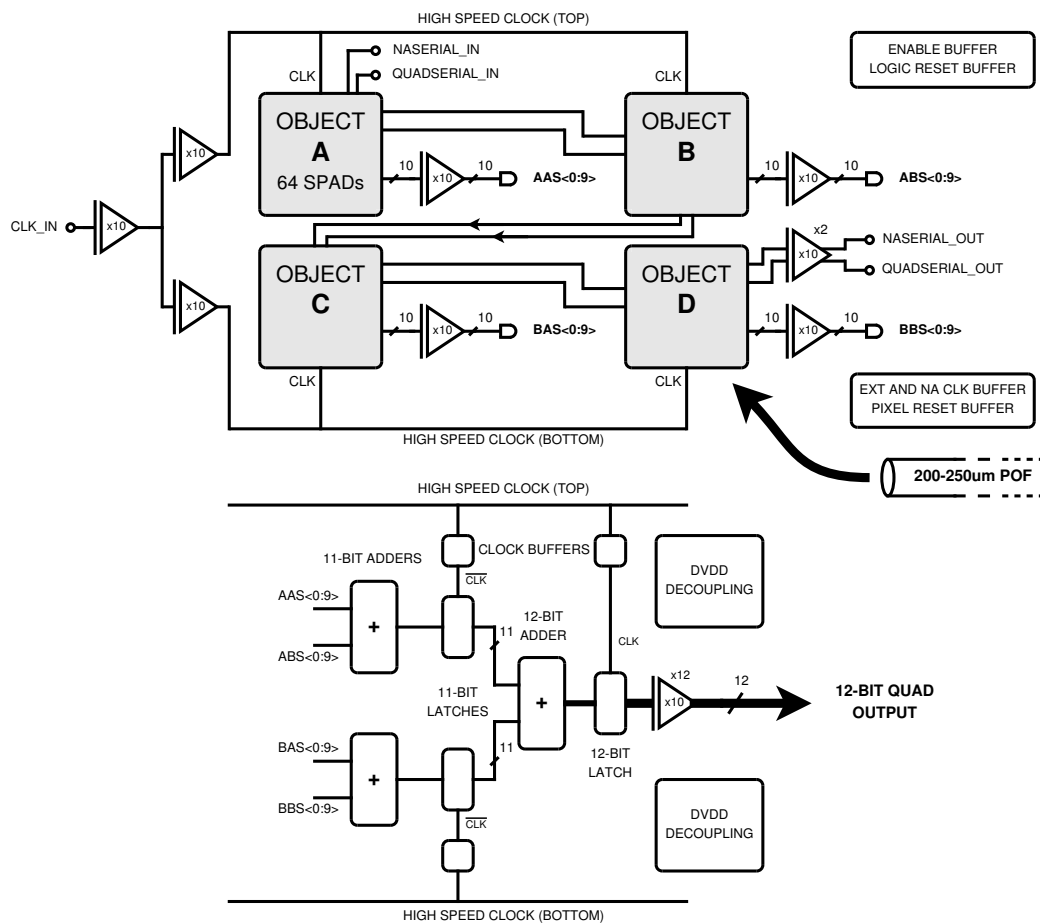 HIGH SPEED CLOCK (TOP)
NASERIAL_IN
QUADSERIAL_IN
ENABLE BUFFER
LOGIC RESET BUFFER
CLK
CLK
OBJECT
A
64 SPADs
OBJECT
B
x10
10
x10
10
AAS<0:9>
10
x10
10
ABS<0:9>
CLK_IN
x10
x2
x10
NASERIAL_OUT
QUADSERIAL_OUT
OBJECT
C
OBJECT
D
x10
10
x10
10
BAS<0:9>
10
x10
10
BBS<0:9>
CLK
CLK
EXT AND NA CLK BUFFER
PIXEL RESET BUFFER
HIGH SPEED CLOCK (BOTTOM)
200-250um POF
HIGH SPEED CLOCK (TOP)
11-BIT ADDERS
CLOCK BUFFERS
DVDD
DECOUPLING
CLK
AAS<0:9>
+
ABS<0:9>
11
12-BIT
ADDER
CLK
11-BIT
LATCHES
+
x12
x10
12
12-BIT QUAD
OUTPUT
BAS<0:9>
+
BBS<0:9>
11
12-BIT
LATCH
CLK
DVDD
DECOUPLING
HIGH SPEED CLOCK (BOTTOM)